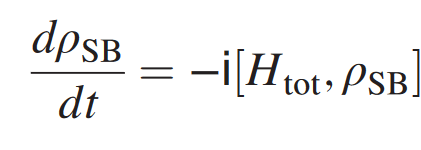 dρ_SB/dt = −i[H_tot, ρ_SB]